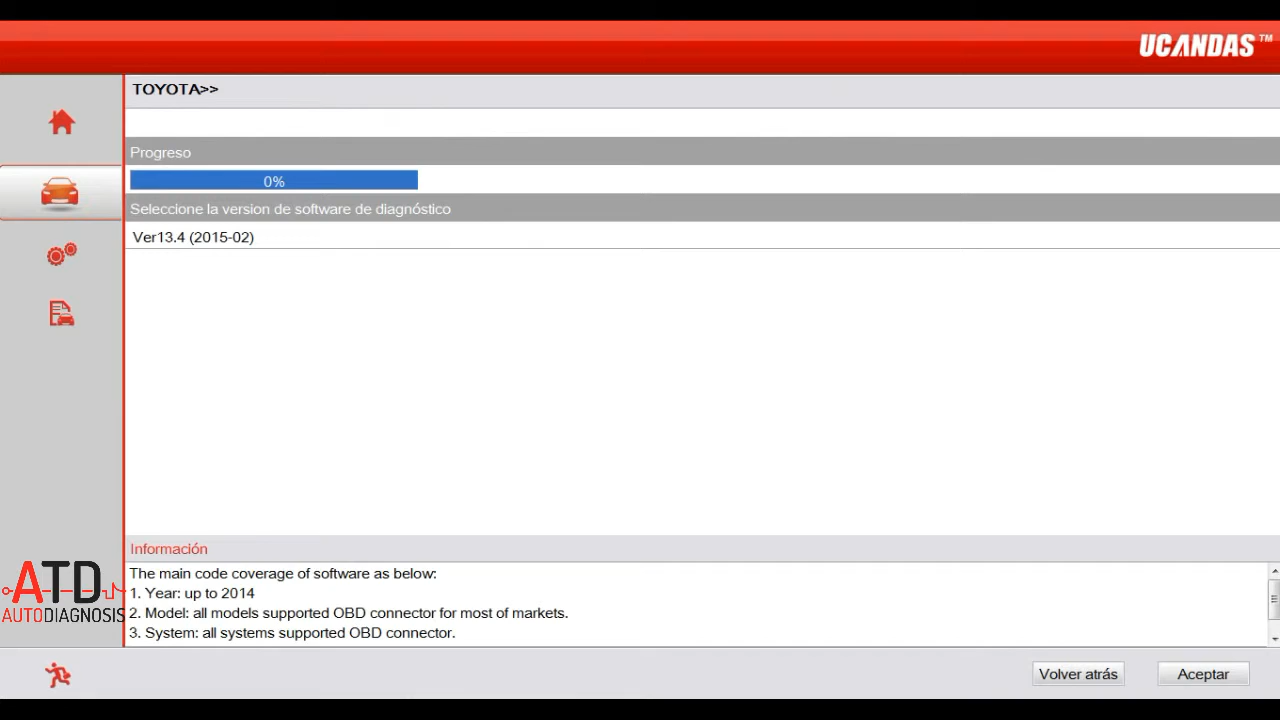 UCANDAS™
TOYOTA>>
Progreso
0%
Seleccione la version de software de diagnóstico
Ver13.4 (2015-02)
Información
The main code coverage of software as below:
1. Year: up to 2014
2. Model: all models supported OBD connector for most of markets.
3. System: all systems supported OBD connector.
ATD
AUTODIAGNOSIS
Volver atrás
Aceptar